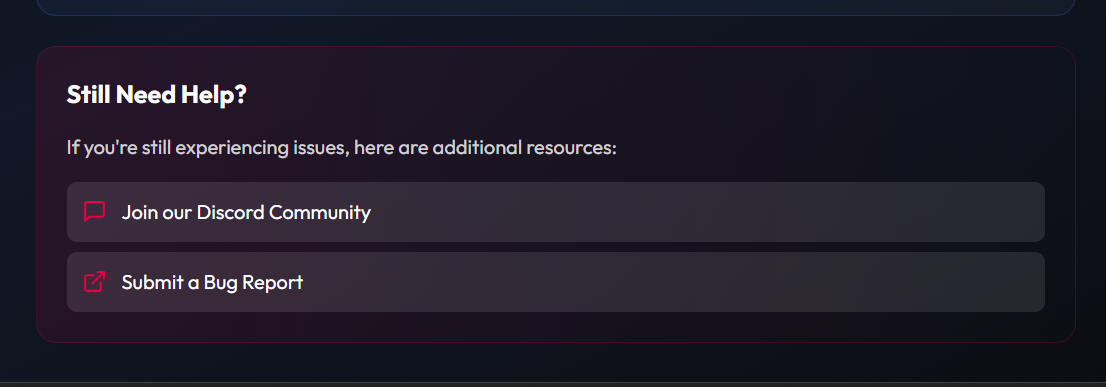 Still Need Help?
If you're still experiencing issues, here are additional resources:
Join our Discord Community
Submit a Bug Report